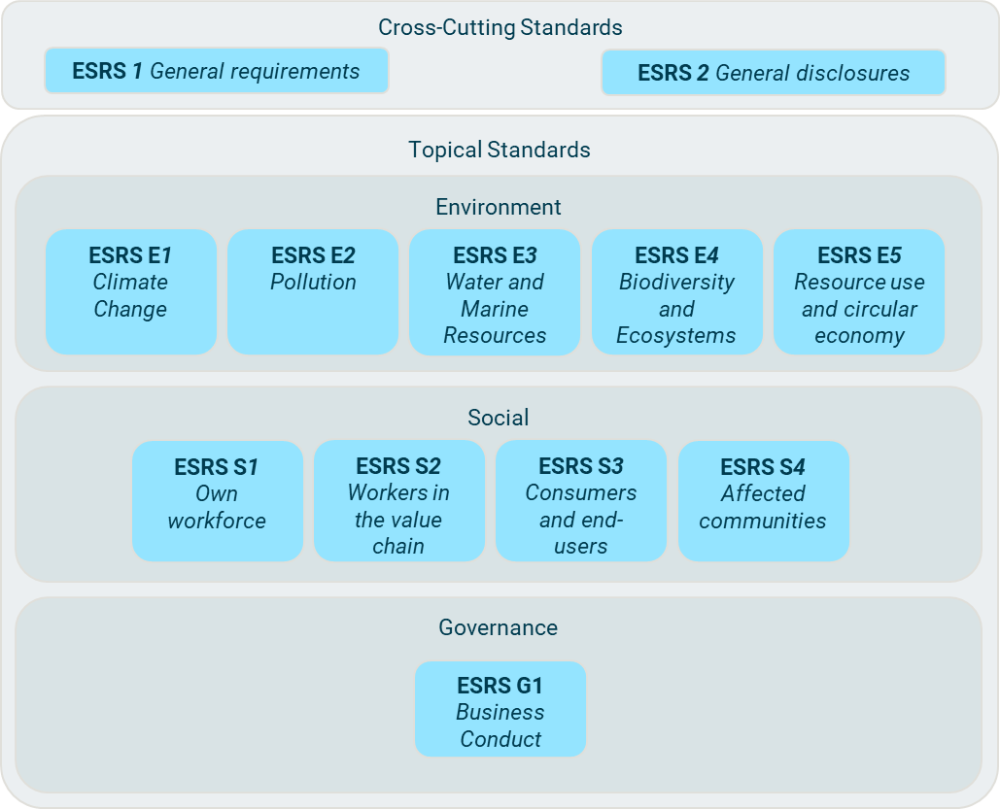 Cross-Cutting Standards
ESRS 1 General requirements
ESRS 2 General disclosures
Topical Standards
Environment
ESRS E1
Climate
Change
ESRS E2
Pollution
ESRS E3
Water and
Marine
Resources
ESRS E4
Biodiversity
and
Ecosystems
ESRS E5
Resource use
and circular
economy
Social
ESRS S1
Own
workforce
ESRS S2
Workers in
the value
chain
ESRS S3
Consumers
and end-
users
ESRS S4
Affected
communities
Governance
ESRS G1
Business
Conduct